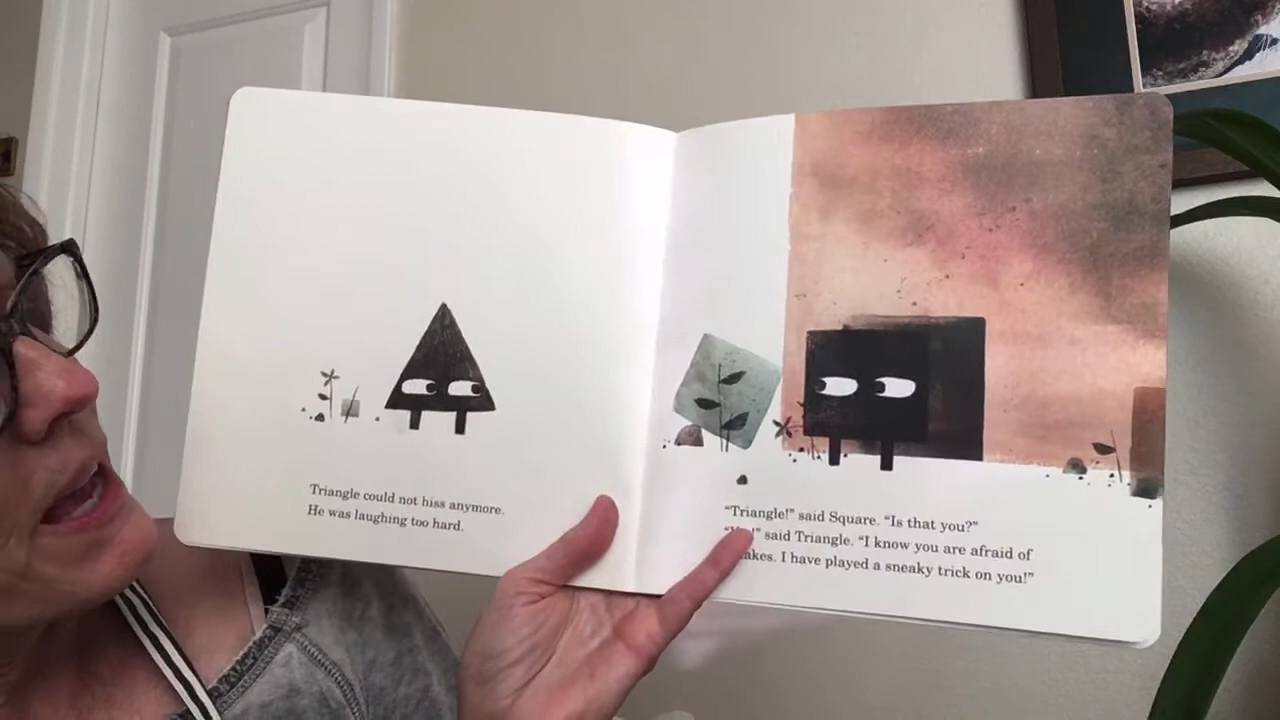 Triangle could not hiss anymore.
He was laughing too hard.
“Triangle!” said Square. “Is that you?”
said Triangle. “I know you are afraid of
I have played a sneaky trick on you!”